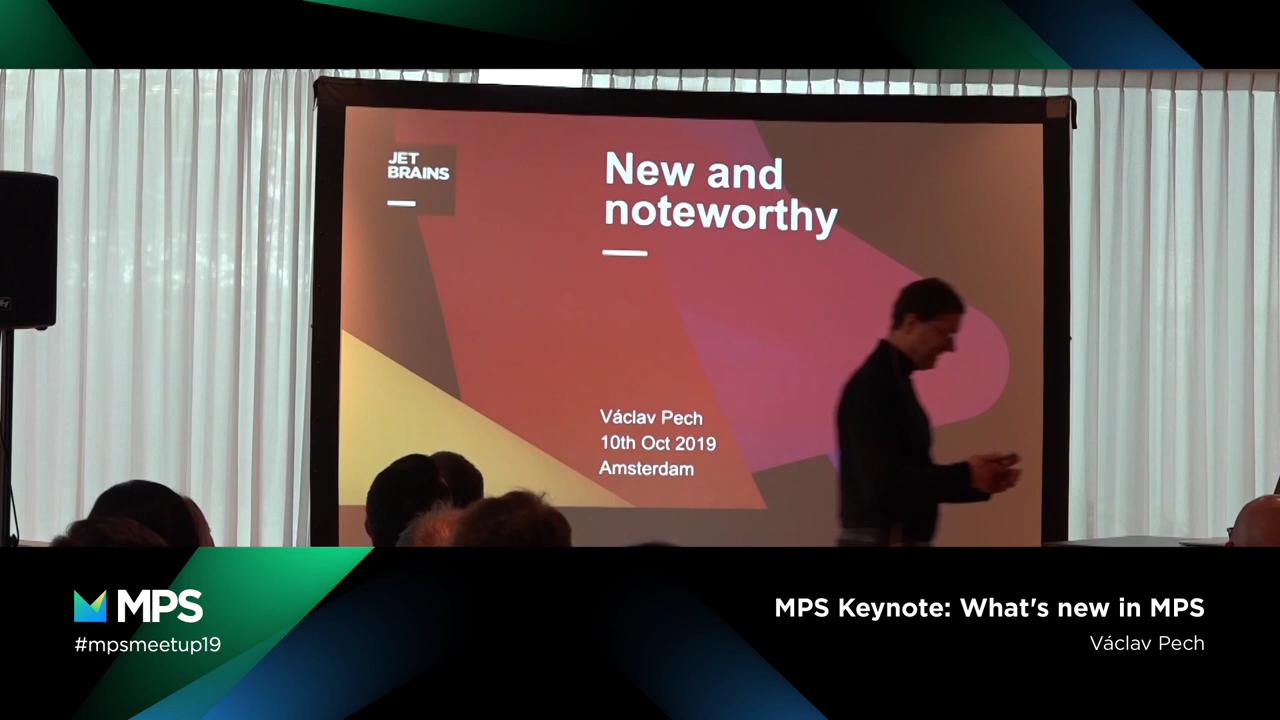 JET
BRAINS
New and
noteworthy
Václav Pech
10th Oct 2019
Amsterdam
MPS
#mpsmeetup19
MPS Keynote: What's new in MPS
Václav Pech